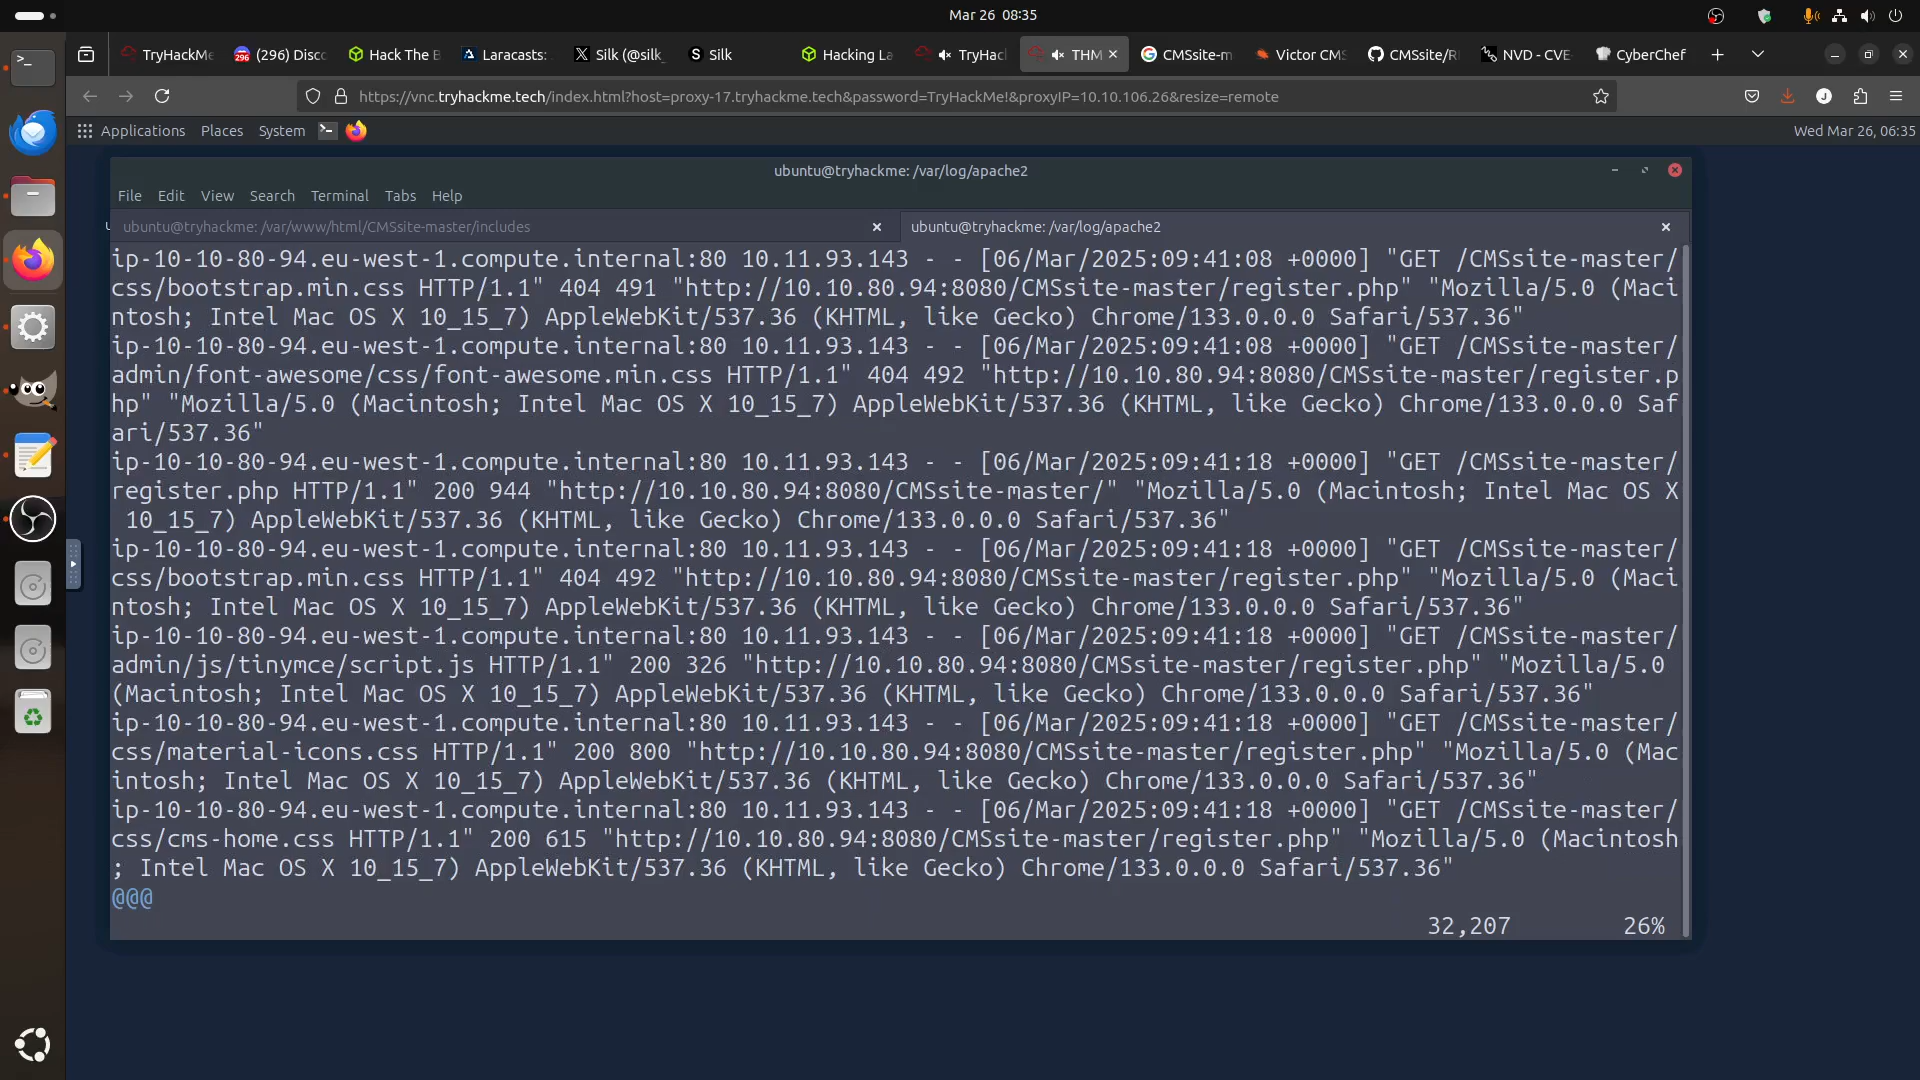 Mar 26 08:35
TryHackMe
(296) Disco
Hack The B
Laracasts:
Silk (@silk_
Silk
Hacking La
TryHac
THM
CMSsite-m
Victor CMS
CMSsite/R
NVD - CVE
CyberChef
https://vnc.tryhackme.tech/index.html?host=proxy-17.tryhackme.tech&password=TryHackMe!&proxyIP=10.10.106.26&resize=remote
Applications Places System
Wed Mar 26, 06:35
ubuntu@tryhackme: /var/log/apache2
File Edit View Search Terminal Tabs Help
ubuntu@tryhackme: /var/www/html/CMSsite-master/includes
ubuntu@tryhackme: /var/log/apache2
ip-10-10-80-94.eu-west-1.compute.internal:80 10.11.93.143 - - [06/Mar/2025:09:41:08 +0000] "GET /CMSsite-master/
css/bootstrap.min.css HTTP/1.1" 404 491 "http://10.10.80.94:8080/CMSsite-master/register.php" "Mozilla/5.0 (Maci
ntosh; Intel Mac OS X 10_15_7) AppleWebKit/537.36 (KHTML, like Gecko) Chrome/133.0.0.0 Safari/537.36"
ip-10-10-80-94.eu-west-1.compute.internal:80 10.11.93.143 - - [06/Mar/2025:09:41:08 +0000] "GET /CMSsite-master/
admin/font-awesome/css/font-awesome.min.css HTTP/1.1" 404 492 "http://10.10.80.94:8080/CMSsite-master/register.p
hp" "Mozilla/5.0 (Macintosh; Intel Mac OS X 10_15_7) AppleWebKit/537.36 (KHTML, like Gecko) Chrome/133.0.0.0 Saf
ari/537.36"
ip-10-10-80-94.eu-west-1.compute.internal:80 10.11.93.143 - - [06/Mar/2025:09:41:18 +0000] "GET /CMSsite-master/
register.php HTTP/1.1" 200 944 "http://10.10.80.94:8080/CMSsite-master/" "Mozilla/5.0 (Macintosh; Intel Mac OS X
10_15_7) AppleWebKit/537.36 (KHTML, like Gecko) Chrome/133.0.0.0 Safari/537.36"
ip-10-10-80-94.eu-west-1.compute.internal:80 10.11.93.143 - - [06/Mar/2025:09:41:18 +0000] "GET /CMSsite-master/
css/bootstrap.min.css HTTP/1.1" 404 492 "http://10.10.80.94:8080/CMSsite-master/register.php" "Mozilla/5.0 (Maci
ntosh; Intel Mac OS X 10_15_7) AppleWebKit/537.36 (KHTML, like Gecko) Chrome/133.0.0.0 Safari/537.36"
ip-10-10-80-94.eu-west-1.compute.internal:80 10.11.93.143 - - [06/Mar/2025:09:41:18 +0000] "GET /CMSsite-master/
admin/js/tinymce/script.js HTTP/1.1" 200 326 "http://10.10.80.94:8080/CMSsite-master/register.php" "Mozilla/5.0
(Macintosh; Intel Mac OS X 10_15_7) AppleWebKit/537.36 (KHTML, like Gecko) Chrome/133.0.0.0 Safari/537.36"
ip-10-10-80-94.eu-west-1.compute.internal:80 10.11.93.143 - - [06/Mar/2025:09:41:18 +0000] "GET /CMSsite-master/
css/material-icons.css HTTP/1.1" 200 800 "http://10.10.80.94:8080/CMSsite-master/register.php" "Mozilla/5.0 (Mac
intosh; Intel Mac OS X 10_15_7) AppleWebKit/537.36 (KHTML, like Gecko) Chrome/133.0.0.0 Safari/537.36"
ip-10-10-80-94.eu-west-1.compute.internal:80 10.11.93.143 - - [06/Mar/2025:09:41:18 +0000] "GET /CMSsite-master/
css/cms-home.css HTTP/1.1" 200 615 "http://10.10.80.94:8080/CMSsite-master/register.php" "Mozilla/5.0 (Macintosh
; Intel Mac OS X 10_15_7) AppleWebKit/537.36 (KHTML, like Gecko) Chrome/133.0.0.0 Safari/537.36"
@@@
32,207 26%